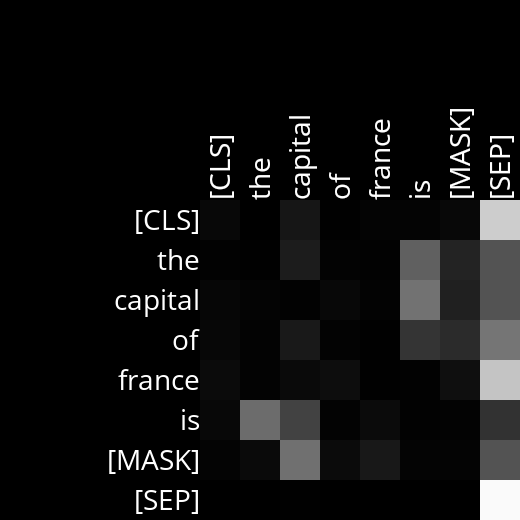 [CLS] the capital of france is [MASK] [SEP]
[CLS]
the
capital
of
france
is
[MASK]
[SEP]